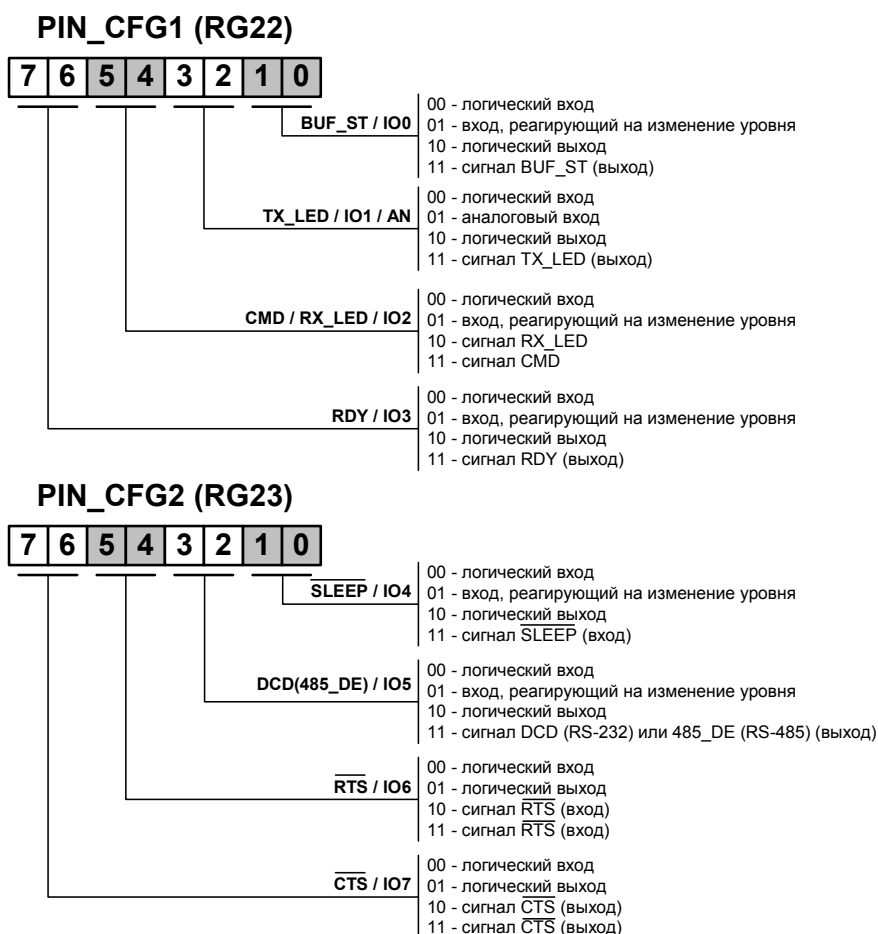 PIN_CFG1 (RG22)
7 6 5 4 3 2 1 0
BUF_ST / IO0
00 - логический вход
01 - вход, реагирующий на изменение уровня
10 - логический выход
11 - сигнал BUF_ST (выход)
TX_LED / IO1 / AN
00 - логический вход
01 - аналоговый вход
10 - логический выход
11 - сигнал TX_LED (выход)
CMD / RX_LED / IO2
00 - логический вход
01 - вход, реагирующий на изменение уровня
10 - сигнал RX_LED
11 - сигнал CMD
RDY / IO3
00 - логический вход
01 - вход, реагирующий на изменение уровня
10 - логический выход
11 - сигнал RDY (выход)
PIN_CFG2 (RG23)
7 6 5 4 3 2 1 0
SLEEP / IO4
00 - логический вход
01 - вход, реагирующий на изменение уровня
10 - логический выход
11 - сигнал SLEEP (вход)
DCD(485_DE) / IO5
00 - логический вход
01 - вход, реагирующий на изменение уровня
10 - логический выход
11 - сигнал DCD (RS-232) или 485_DE (RS-485) (выход)
RTS / IO6
00 - логический вход
01 - логический выход
10 - сигнал RTS (вход)
11 - сигнал RTS (вход)
CTS / IO7
00 - логический вход
01 - логический выход
10 - сигнал CTS (выход)
11 - сигнал CTS (выход)